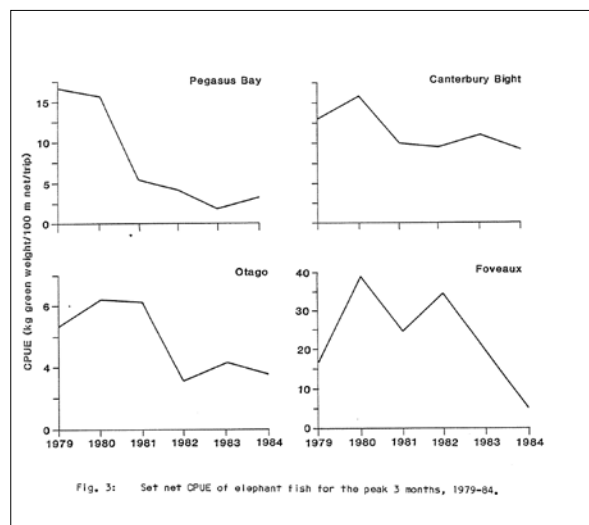 Pegasus Bay
Canterbury Bight
15
10
5
0
CPUE (kg green weight/100 m net/trip)
Otago
Foveaux
6
4
0
40
30
20
10
0
1979 1980 1981 1982 1983 1984
1979 1980 1981 1982 1983 1984
Fig. 3: Set net CPUE of elephant fish for the peak 3 months, 1979-84.